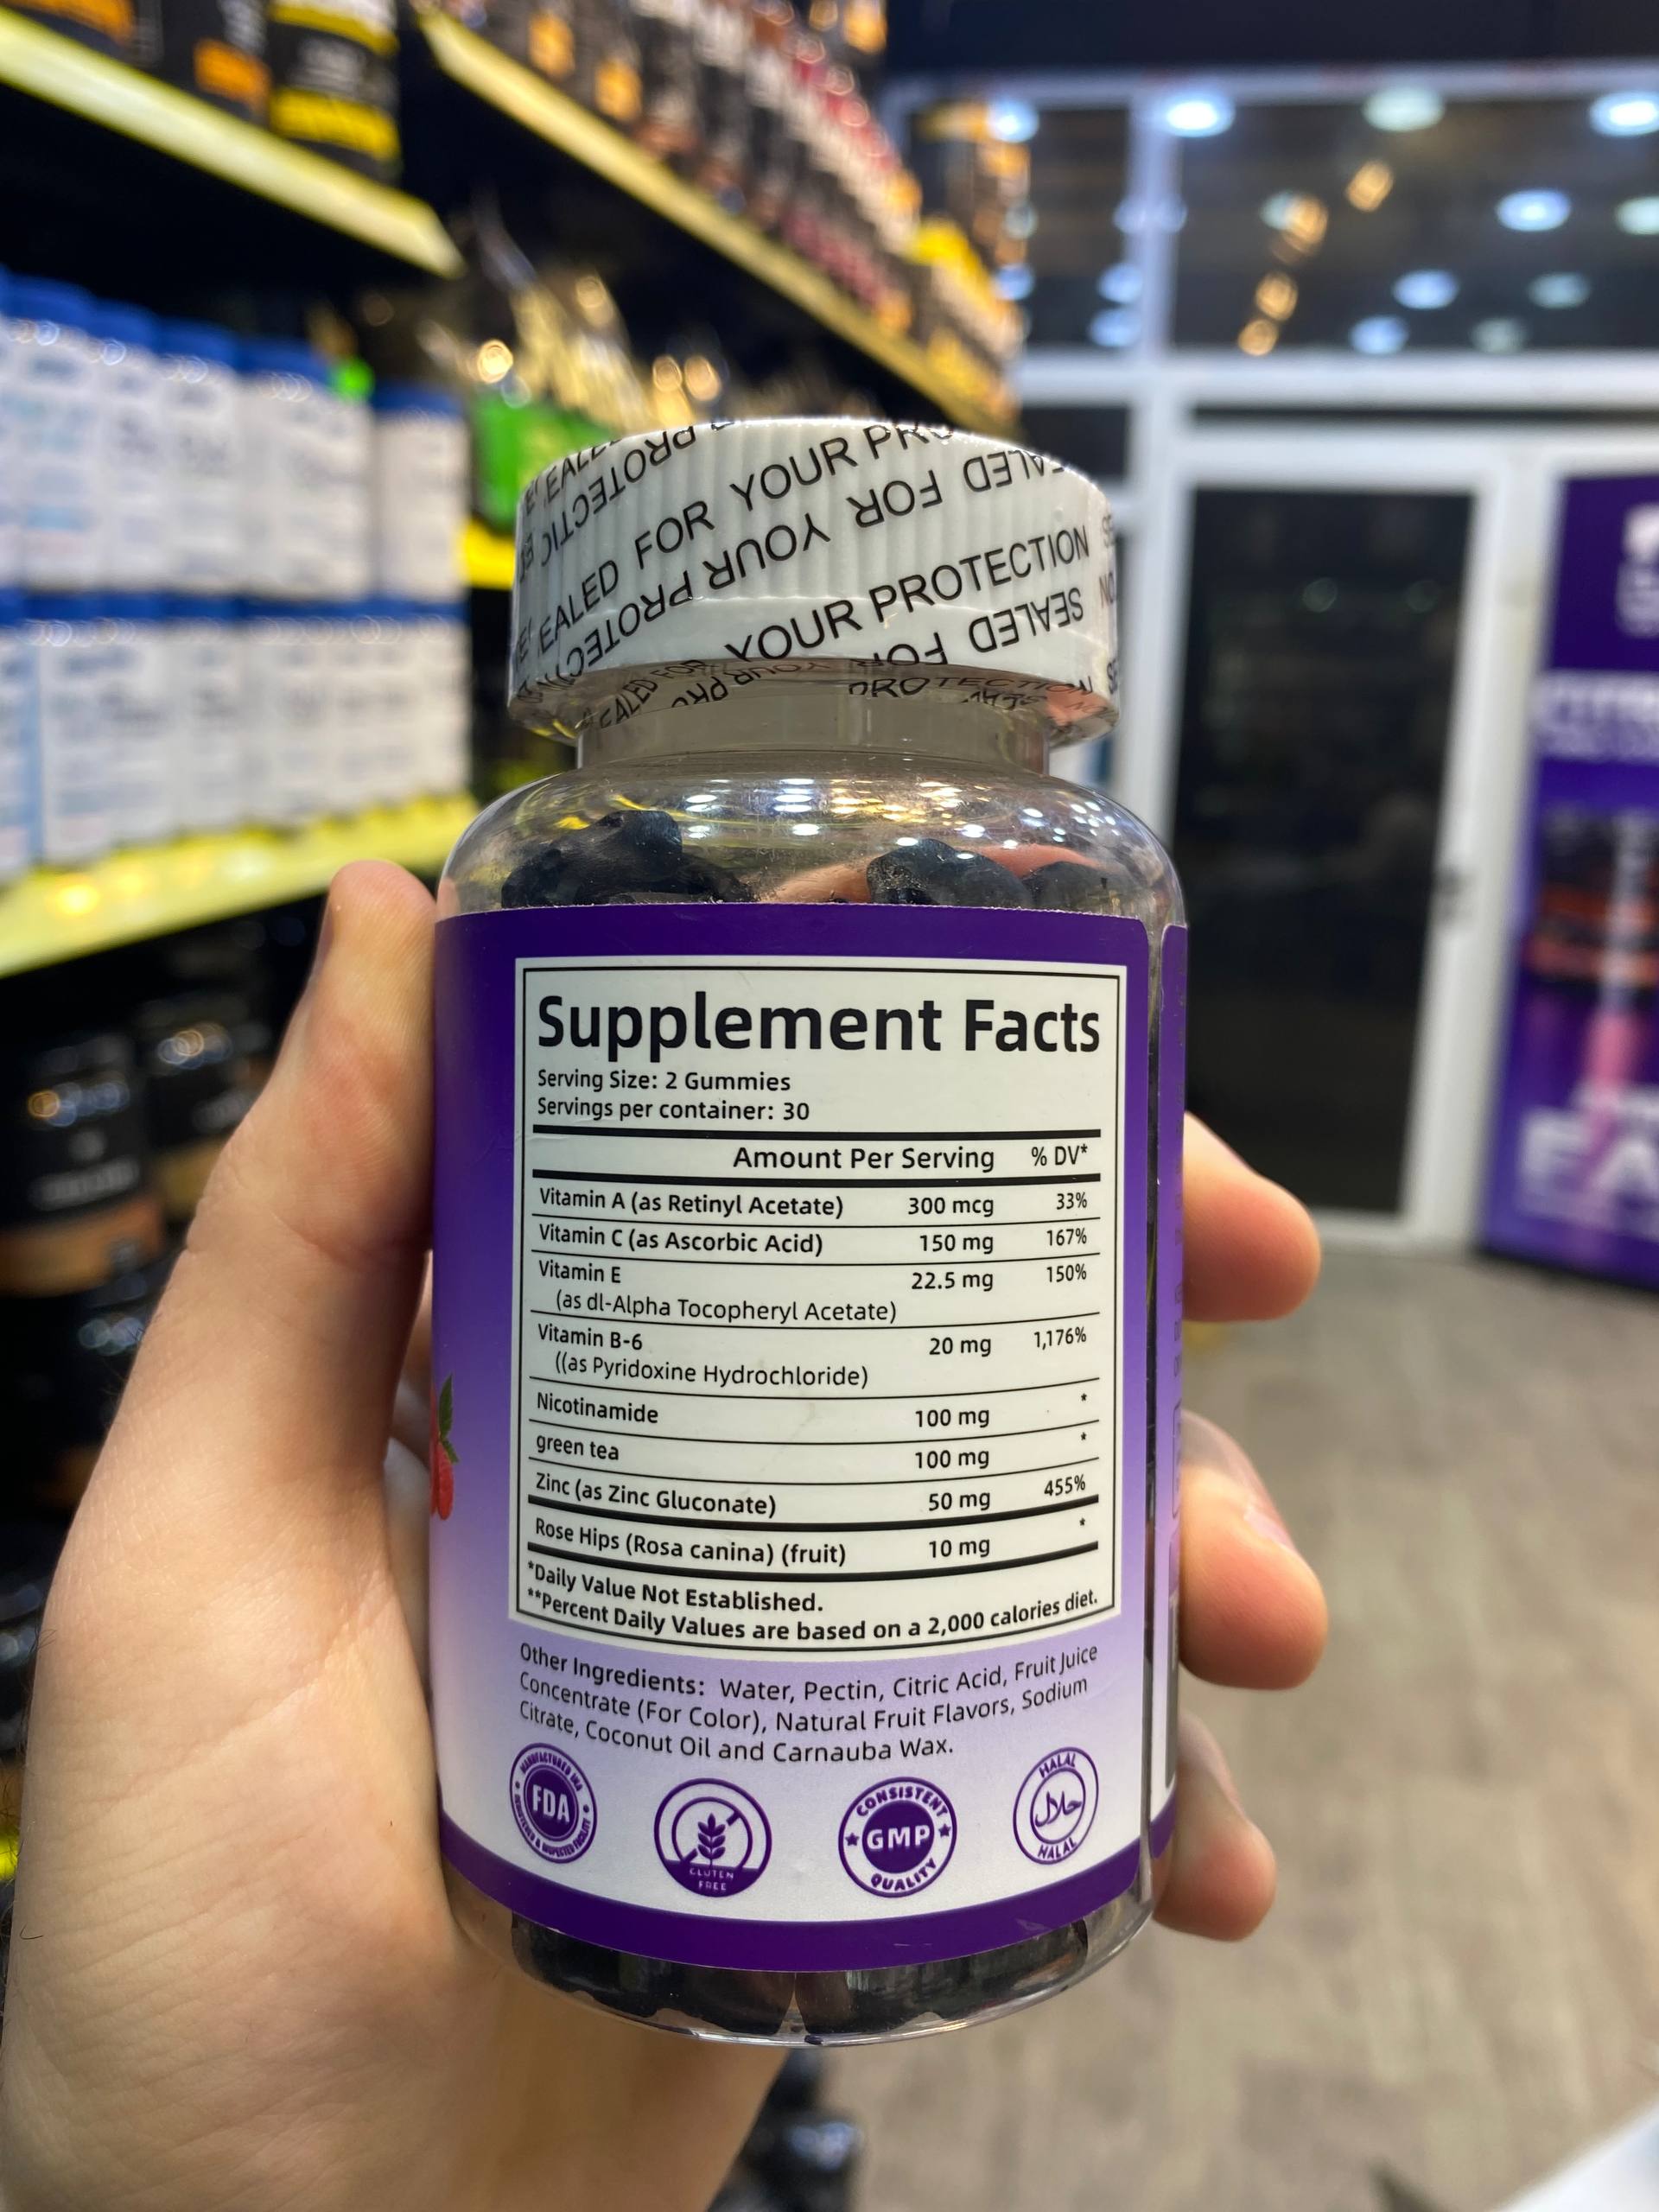 SEALED FOR YOUR PRO
SEALED FOR YOUR PROTECTION
YOUR PROTECTION
SEALED FOR
Supplement Facts
Serving Size: 2 Gummies
Servings per container: 30
Amount Per Serving % DV*
Vitamin A (as Retinyl Acetate) 300 mcg 33%
Vitamin C (as Ascorbic Acid) 150 mg 167%
Vitamin E 22.5 mg 150%
(as dl-Alpha Tocopheryl Acetate)
Vitamin B-6 20 mg 1,176%
((as Pyridoxine Hydrochloride)
Nicotinamide 100 mg *
green tea 100 mg *
Zinc (as Zinc Gluconate) 50 mg 455%
Rose Hips (Rosa canina) (fruit) 10 mg *
*Daily Value Not Established.
**Percent Daily Values are based on a 2,000 calories diet.
Other Ingredients: Water, Pectin, Citric Acid, Fruit Juice
Concentrate (For Color), Natural Fruit Flavors, Sodium
Citrate, Coconut Oil and Carnauba Wax.
FDA
GLUTEN
FREE
CONSISTENT
GMP
QUALITY
HALAL
حلال
HALAL